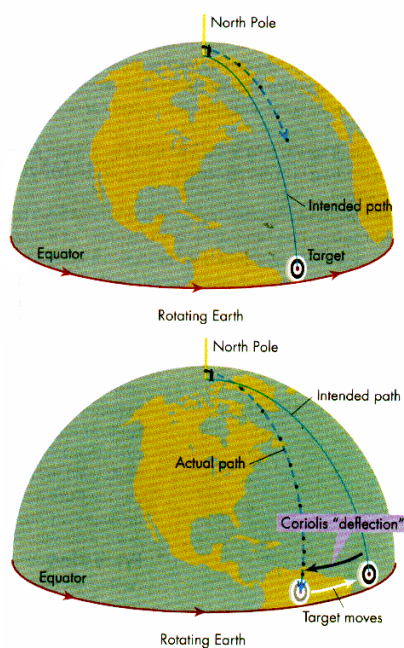 North Pole
Intended path
Equator
Target
Rotating Earth
North Pole
Intended path
Actual path
Coriolis "deflection"
Equator
Target moves
Rotating Earth